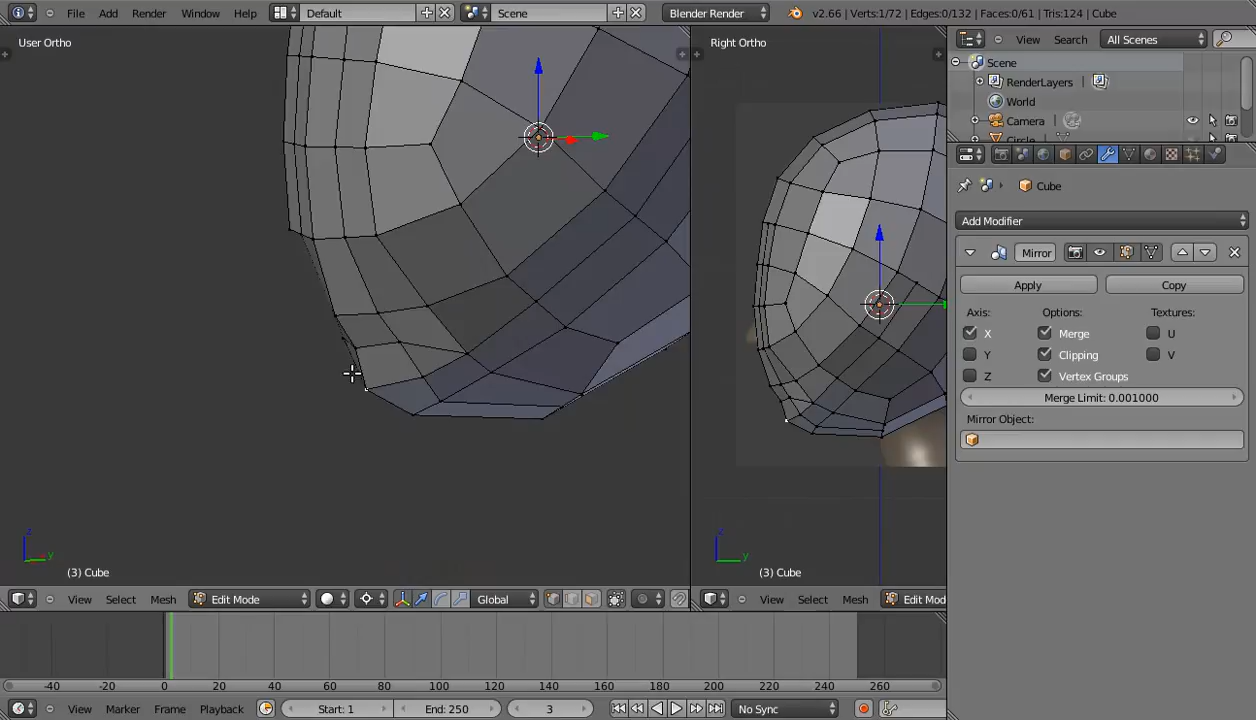 File Add Render Window Help Default Scene Blender Render v2.66 | Verts:1/72 | Edges:0/132 | Faces:0/61 | Tris:124 | Cube
User Ortho
Right Ortho
View Search All Scenes
Scene
RenderLayers
World
Camera
Circle
Cube
Add Modifier
Mirror
Apply Copy
Axis: Options: Textures:
X Merge U
Y Clipping V
Z Vertex Groups
Merge Limit: 0.001000
Mirror Object:
z
y
(3) Cube
z
y
(3) Cube
View Select Mesh Edit Mode Global
View Select Mesh Edit Mod
-40 -20 0 20 40 60 80 100 120 140 160 180 200 220 240 260
View Marker Frame Playback Start: 1 End: 250 3 No Sync